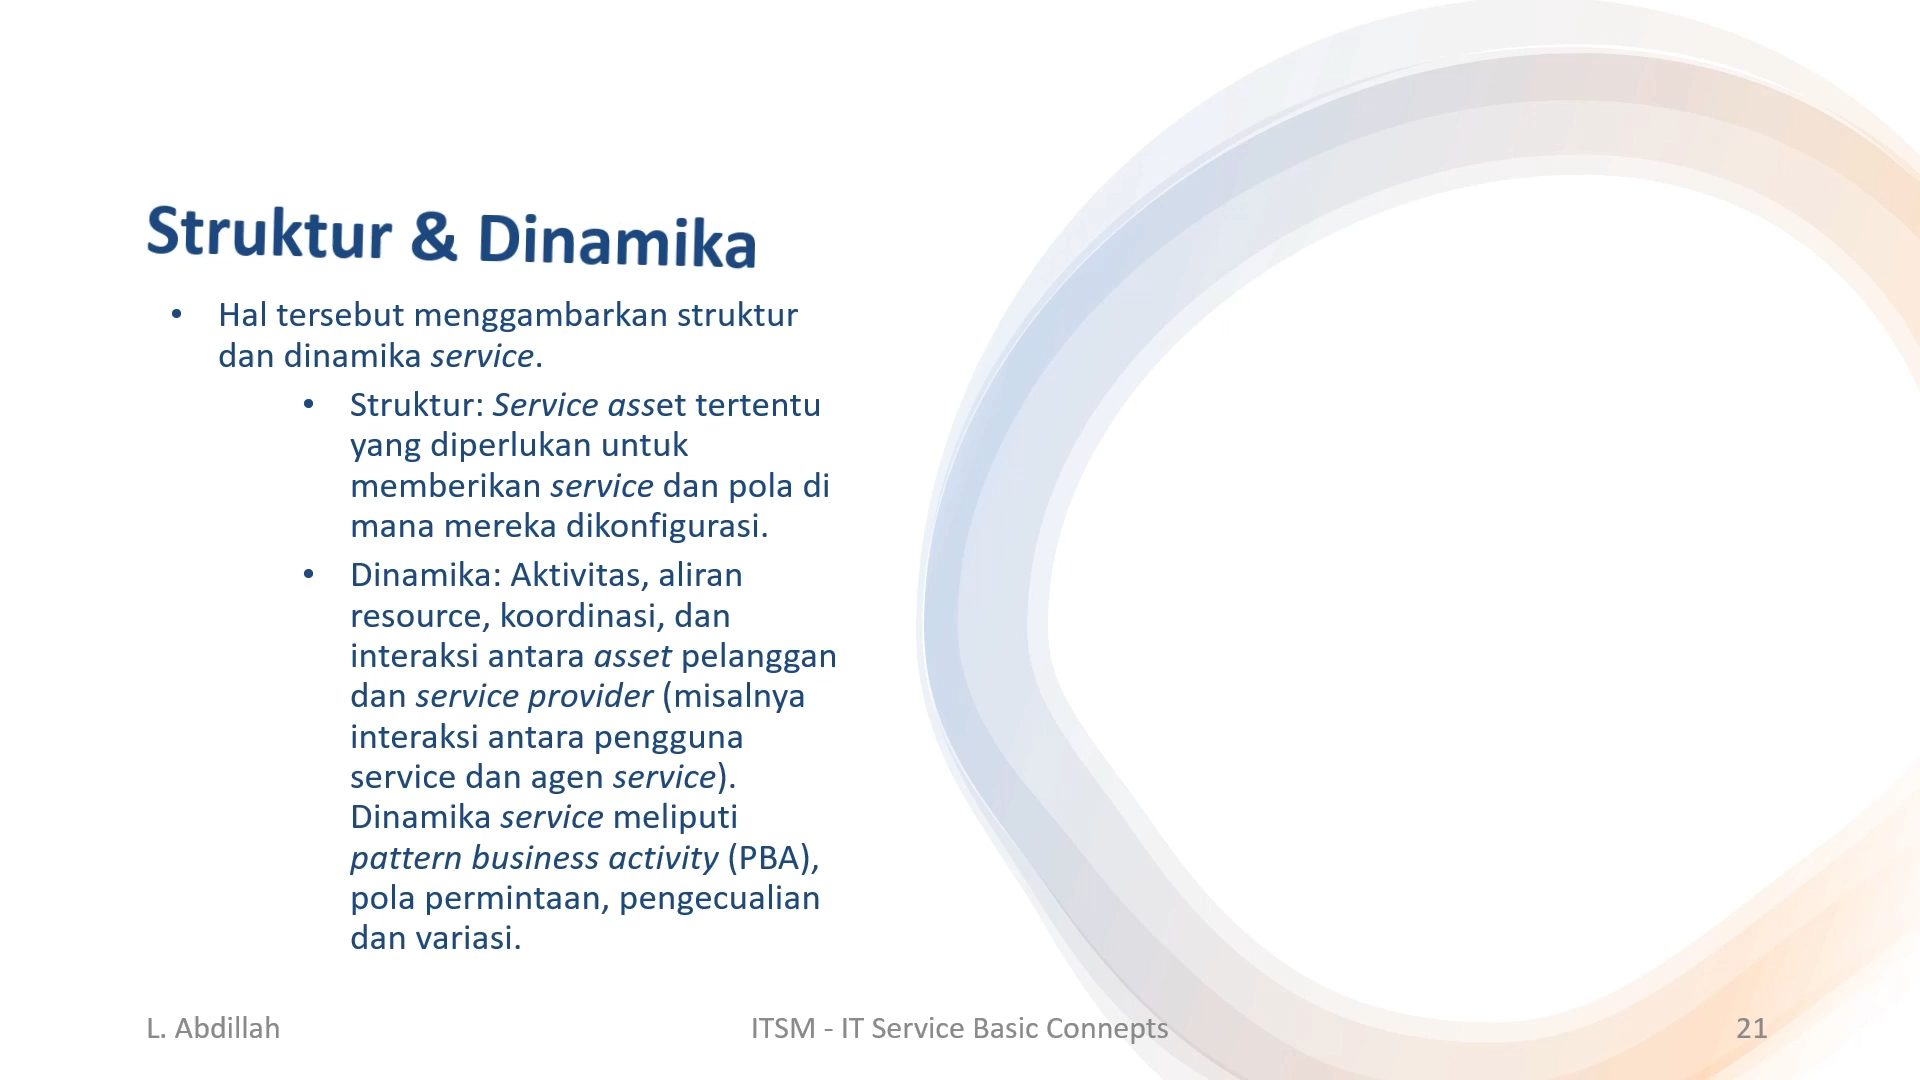 Struktur & Dinamika
• Hal tersebut menggambarkan struktur
dan dinamika service.
• Struktur: Service asset tertentu
yang diperlukan untuk
memberikan service dan pola di
mana mereka dikonfigurasi.
• Dinamika: Aktivitas, aliran
resource, koordinasi, dan
interaksi antara asset pelanggan
dan service provider (misalnya
interaksi antara pengguna
service dan agen service).
Dinamika service meliputi
pattern business activity (PBA),
pola permintaan, pengecualian
dan variasi.
L. Abdillah
ITSM - IT Service Basic Connepts
21